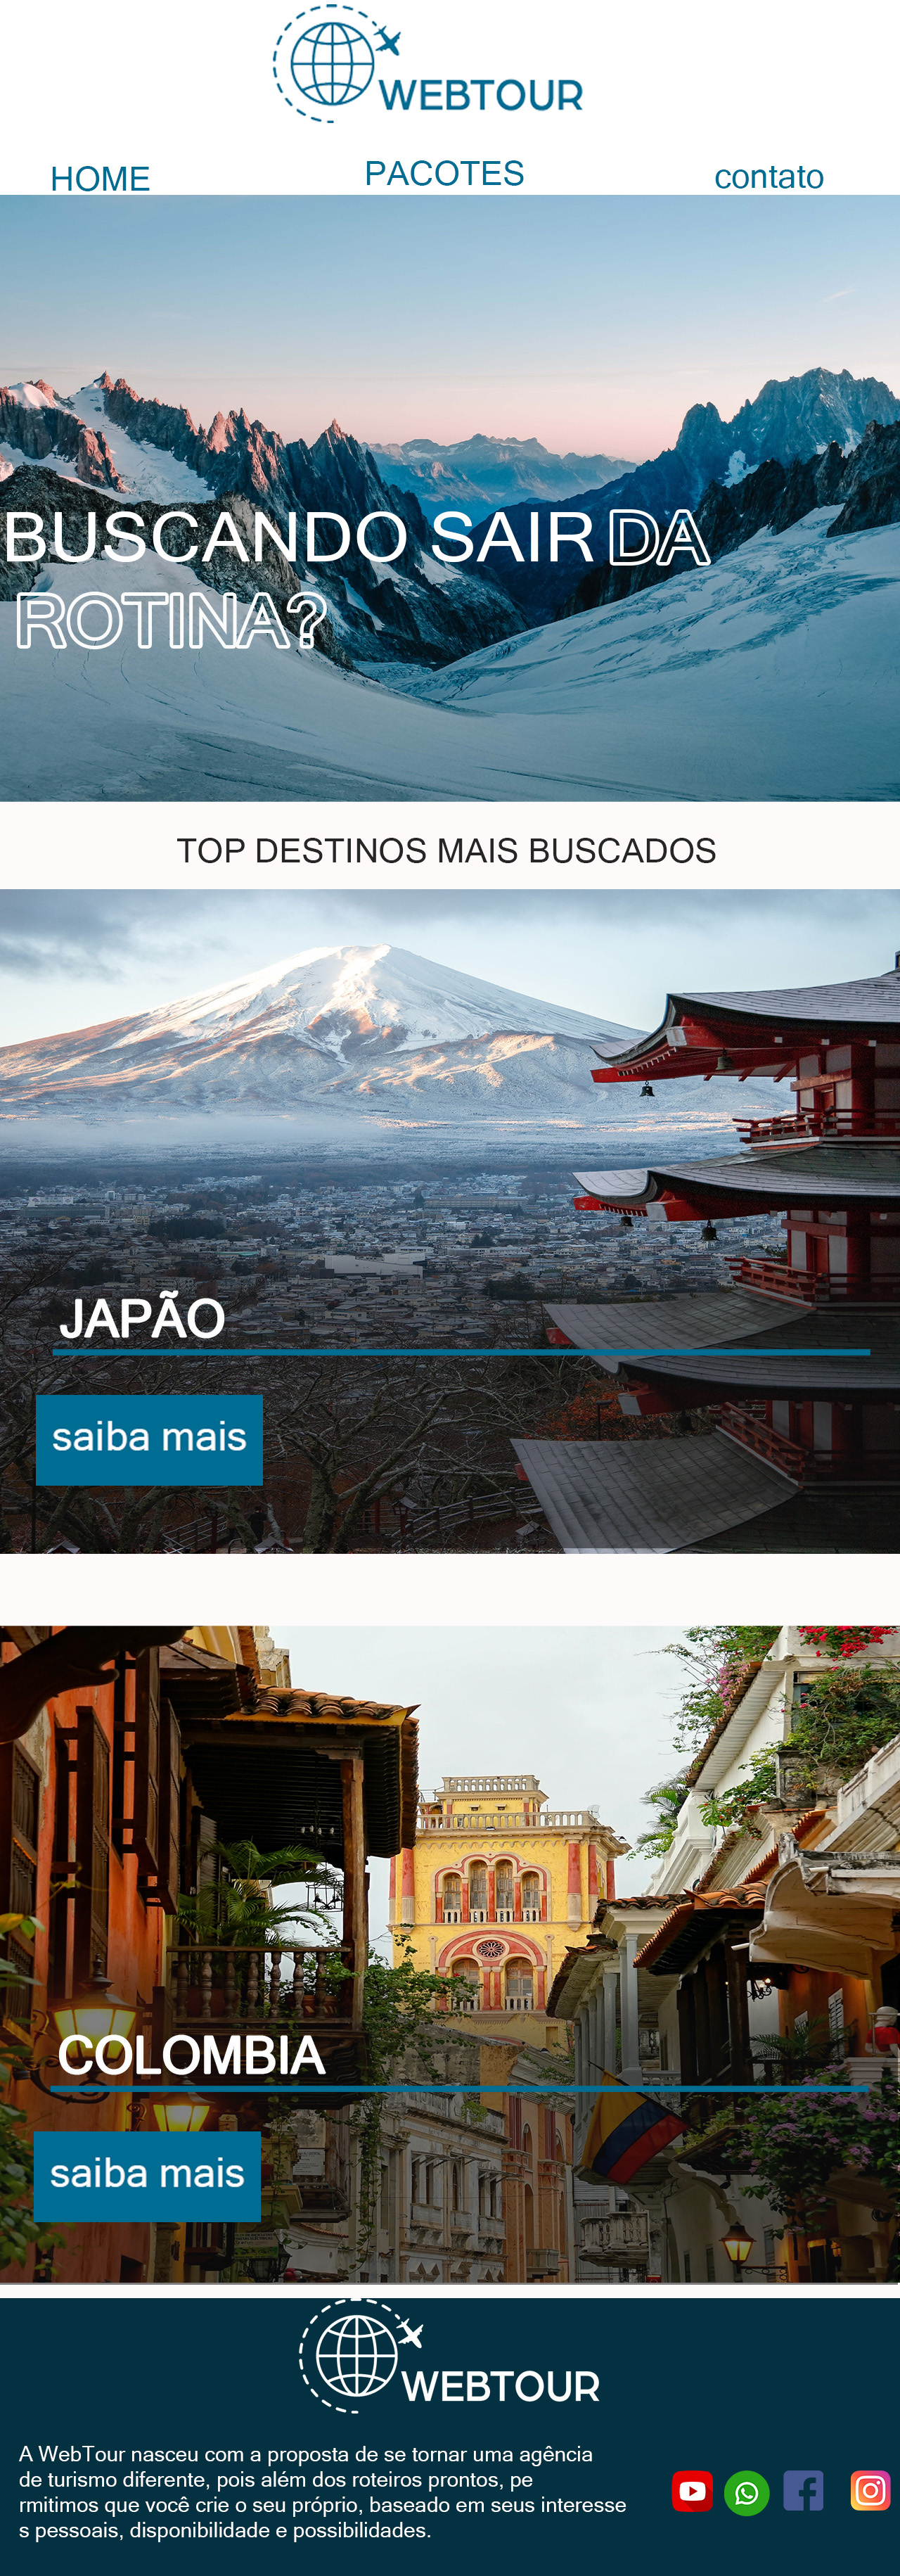 WEBTOUR
HOME PACOTES contato
BUSCANDO SAIR DA
ROTINA?
TOP DESTINOS MAIS BUSCADOS
JAPÃO
saiba mais
COLOMBIA
saiba mais
WEBTOUR
A WebTour nasceu com a proposta de se tornar uma agência
de turismo diferente, pois além dos roteiros prontos, pe
rmitimos que você crie o seu próprio, baseado em seus interesse
s pessoais, disponibilidade e possibilidades.